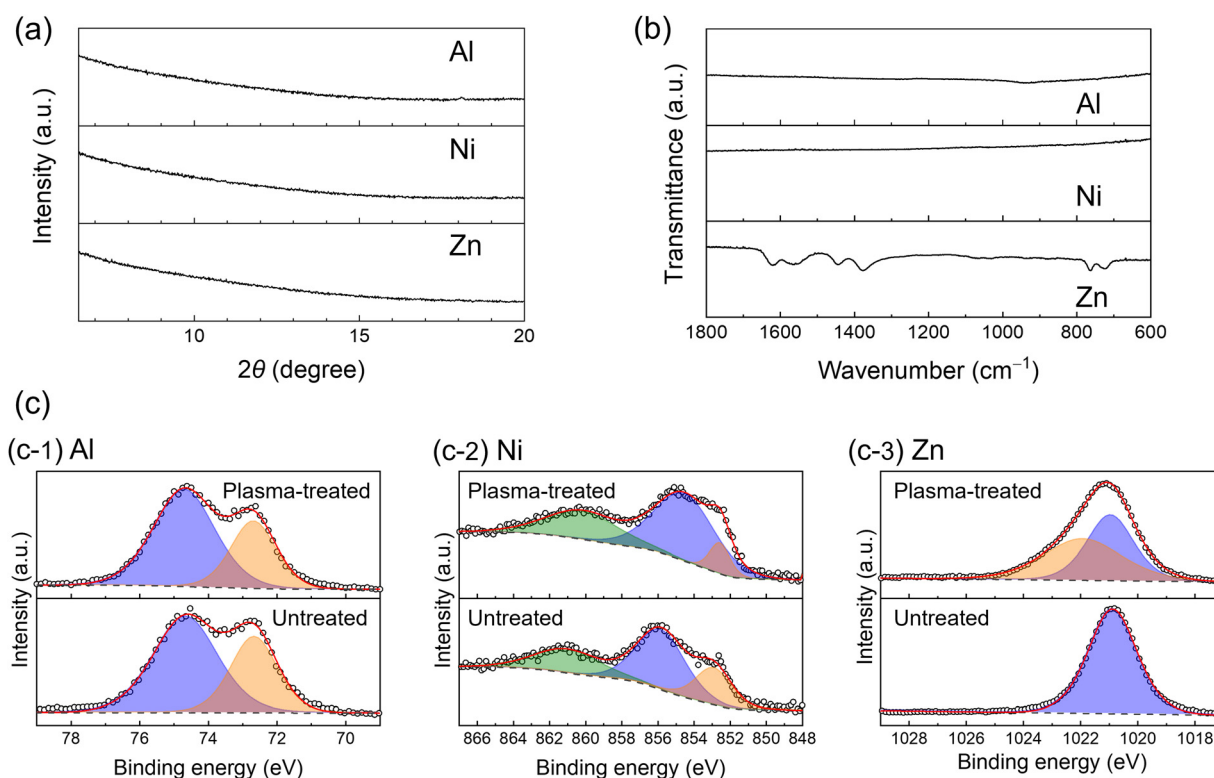 (a)
Al
Ni
Zn
Intensity (a.u.)
10
15
20
2θ (degree)
(b)
Al
Ni
Zn
Transmittance (a.u.)
1800
1600
1400
1200
1000
800
600
Wavenumber (cm⁻¹)
(c)
(c-1) Al
Plasma-treated
Untreated
Intensity (a.u.)
78
76
74
72
70
Binding energy (eV)
(c-2) Ni
Plasma-treated
Untreated
Intensity (a.u.)
866
864
862
860
858
856
854
852
850
848
Binding energy (eV)
(c-3) Zn
Plasma-treated
Untreated
Intensity (a.u.)
1028
1026
1024
1022
1020
1018
Binding energy (eV)